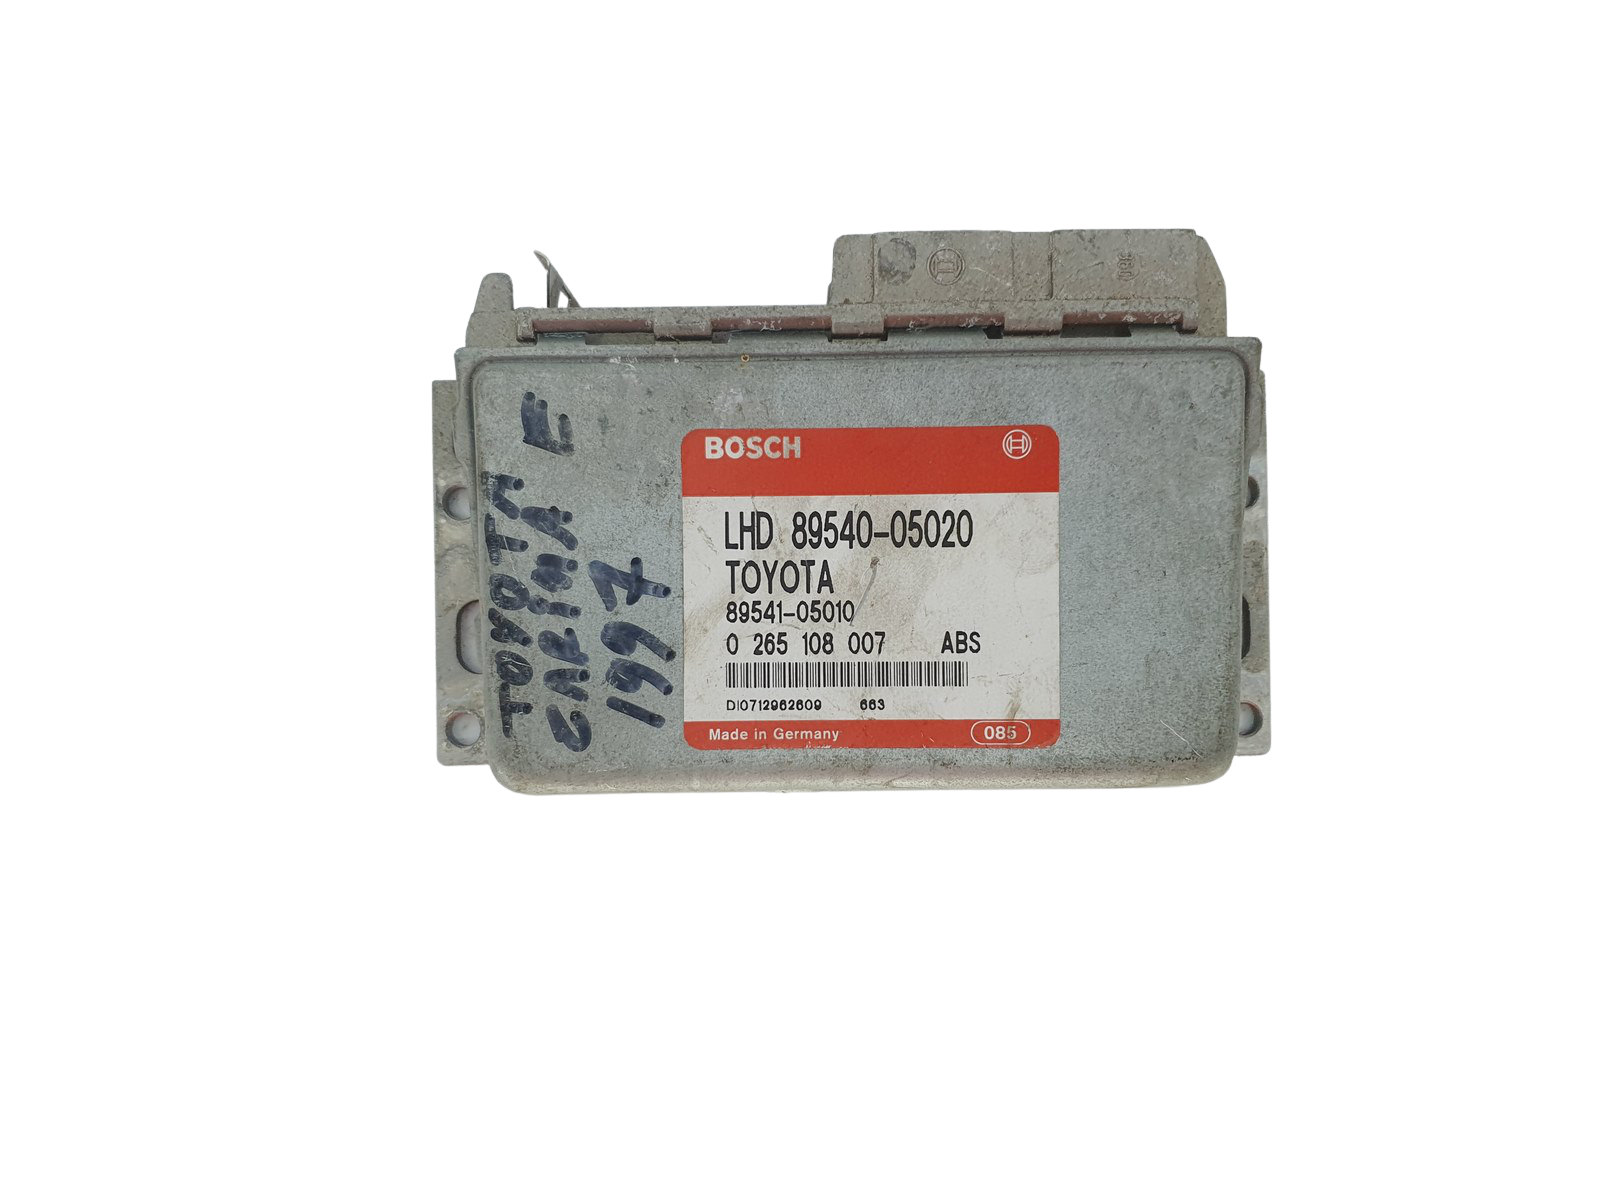 TOYOTA
CARINA E
1997
BOSCH
LHD 89540-05020
TOYOTA
89541-05010
0 265 108 007 ABS
DI0712962609 663
Made in Germany 085